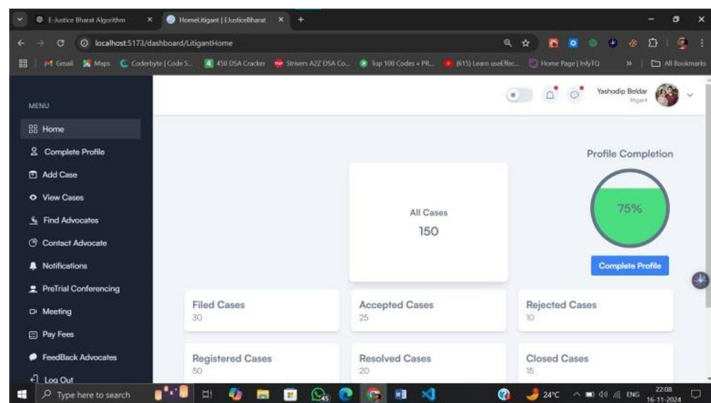 E-Justice Bharat Algorithm
HomeLitigant | EJusticeBharat
localhost:5173/dashboard/LitigantHome
Gmail
Maps
Coderbyte | Code S...
450 DSA Cracker
Strivers A2Z DSA Co...
Top 100 Codes » PR...
(615) Learn useEffec...
Home Page | InfyTQ
All Bookmarks
Yashodip Beldar
litigant
MENU
Home
Complete Profile
Add Case
View Cases
Find Advocates
Contact Advocate
Notifications
PreTrial Conferencing
Meeting
Pay Fees
FeedBack Advocates
Log Out
Profile Completion
75%
Complete Profile
All Cases
150
Filed Cases
30
Accepted Cases
25
Rejected Cases
10
Registered Cases
50
Resolved Cases
20
Closed Cases
15
Type here to search
24°C
ENG
22:08
16-11-2024